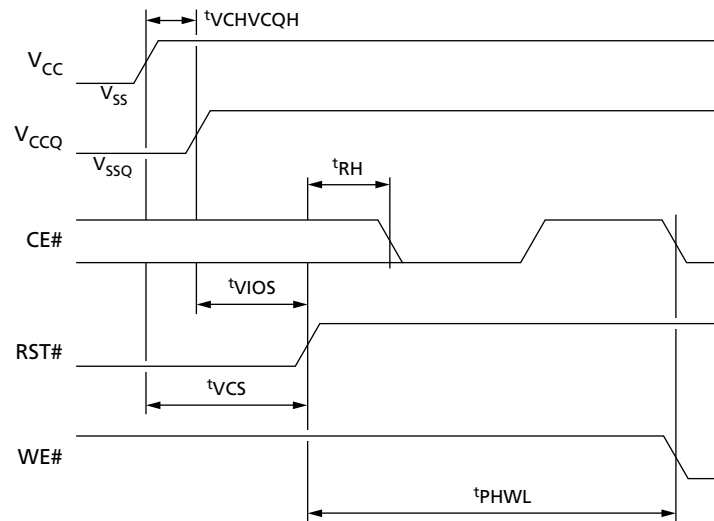 tVCHVCQH
VCC
VSS
VCCQ
VSSQ
tRH
CE#
tVIOS
RST#
tVCS
WE#
tPHWL